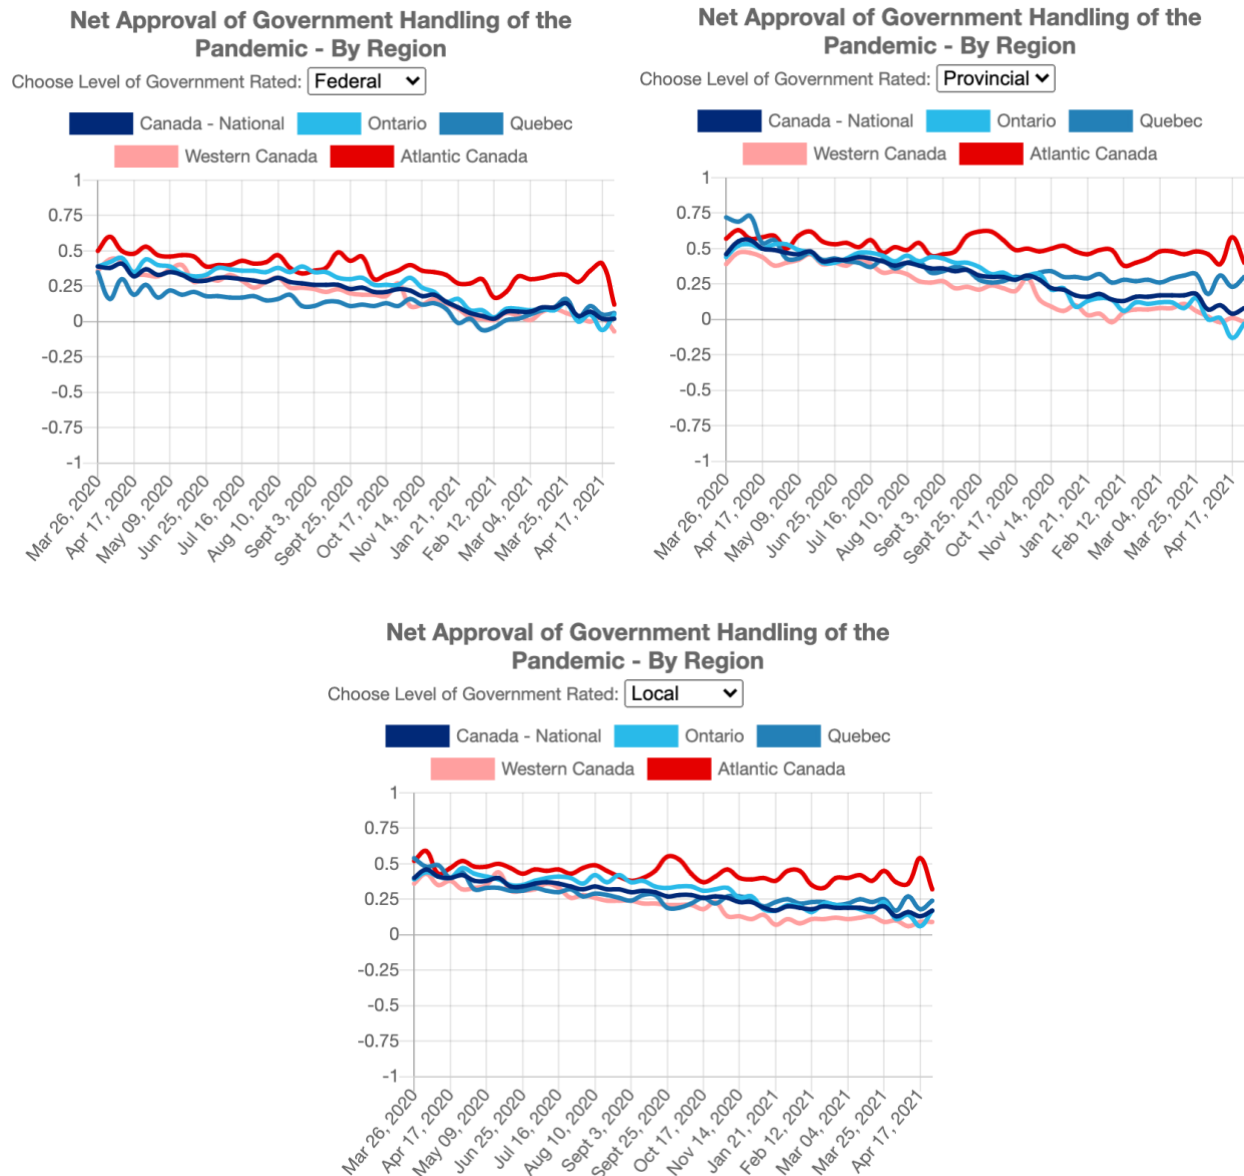 Net Approval of Government Handling of the
Pandemic - By Region
Choose Level of Government Rated: Federal
Canada - National Ontario Quebec
Western Canada Atlantic Canada
1
0.75
0.5
0.25
0
-0.25
-0.5
-0.75
-1
Mar 26, 2020
Apr 17, 2020
May 09, 2020
Jun 25, 2020
Jul 16, 2020
Aug 10, 2020
Sept 3, 2020
Sept 25, 2020
Oct 17, 2020
Nov 14, 2020
Jan 21, 2021
Feb 12, 2021
Mar 04, 2021
Mar 25, 2021
Apr 17, 2021
Net Approval of Government Handling of the
Pandemic - By Region
Choose Level of Government Rated: Provincial
Canada - National Ontario Quebec
Western Canada Atlantic Canada
1
0.75
0.5
0.25
0
-0.25
-0.5
-0.75
-1
Mar 26, 2020
Apr 17, 2020
May 09, 2020
Jun 25, 2020
Jul 16, 2020
Aug 10, 2020
Sept 3, 2020
Sept 25, 2020
Oct 17, 2020
Nov 14, 2020
Jan 21, 2021
Feb 12, 2021
Mar 04, 2021
Mar 25, 2021
Apr 17, 2021
Net Approval of Government Handling of the
Pandemic - By Region
Choose Level of Government Rated: Local
Canada - National Ontario Quebec
Western Canada Atlantic Canada
1
0.75
0.5
0.25
0
-0.25
-0.5
-0.75
-1
Mar 26, 2020
Apr 17, 2020
May 09, 2020
Jun 25, 2020
Jul 16, 2020
Aug 10, 2020
Sept 3, 2020
Sept 25, 2020
Oct 17, 2020
Nov 14, 2020
Jan 21, 2021
Feb 12, 2021
Mar 04, 2021
Mar 25, 2021
Apr 17, 2021